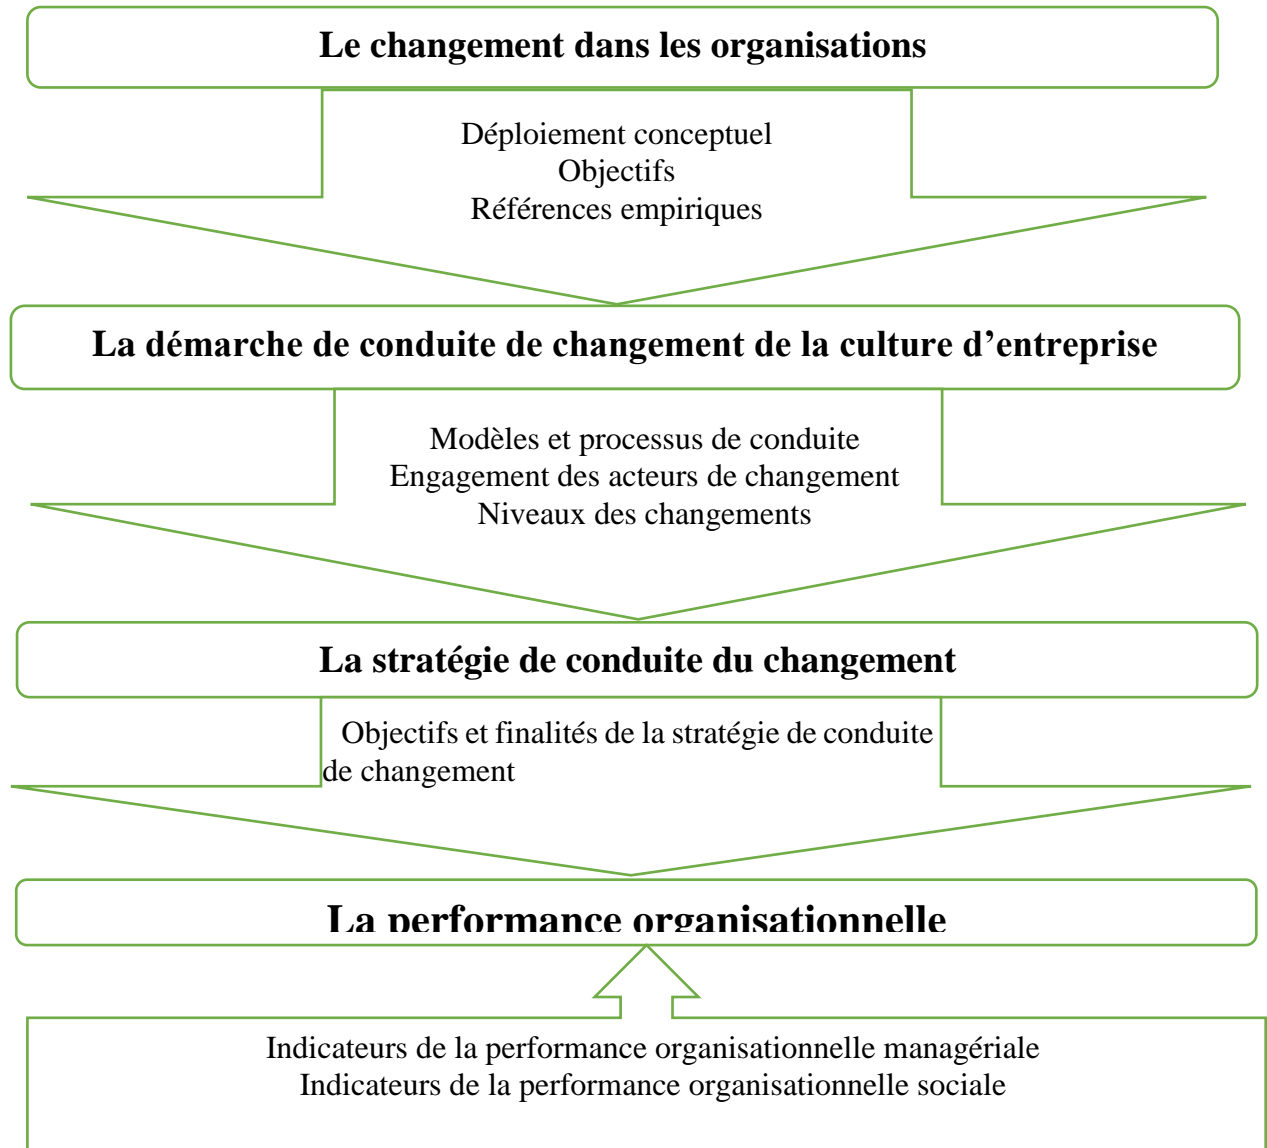 Le changement dans les organisations
Déploiement conceptuel
Objectifs
Références empiriques
La démarche de conduite de changement de la culture d’entreprise
Modèles et processus de conduite
Engagement des acteurs de changement
Niveaux des changements
La stratégie de conduite du changement
Objectifs et finalités de la stratégie de conduite
de changement
La performance organisationnelle
Indicateurs de la performance organisationnelle managériale
Indicateurs de la performance organisationnelle sociale